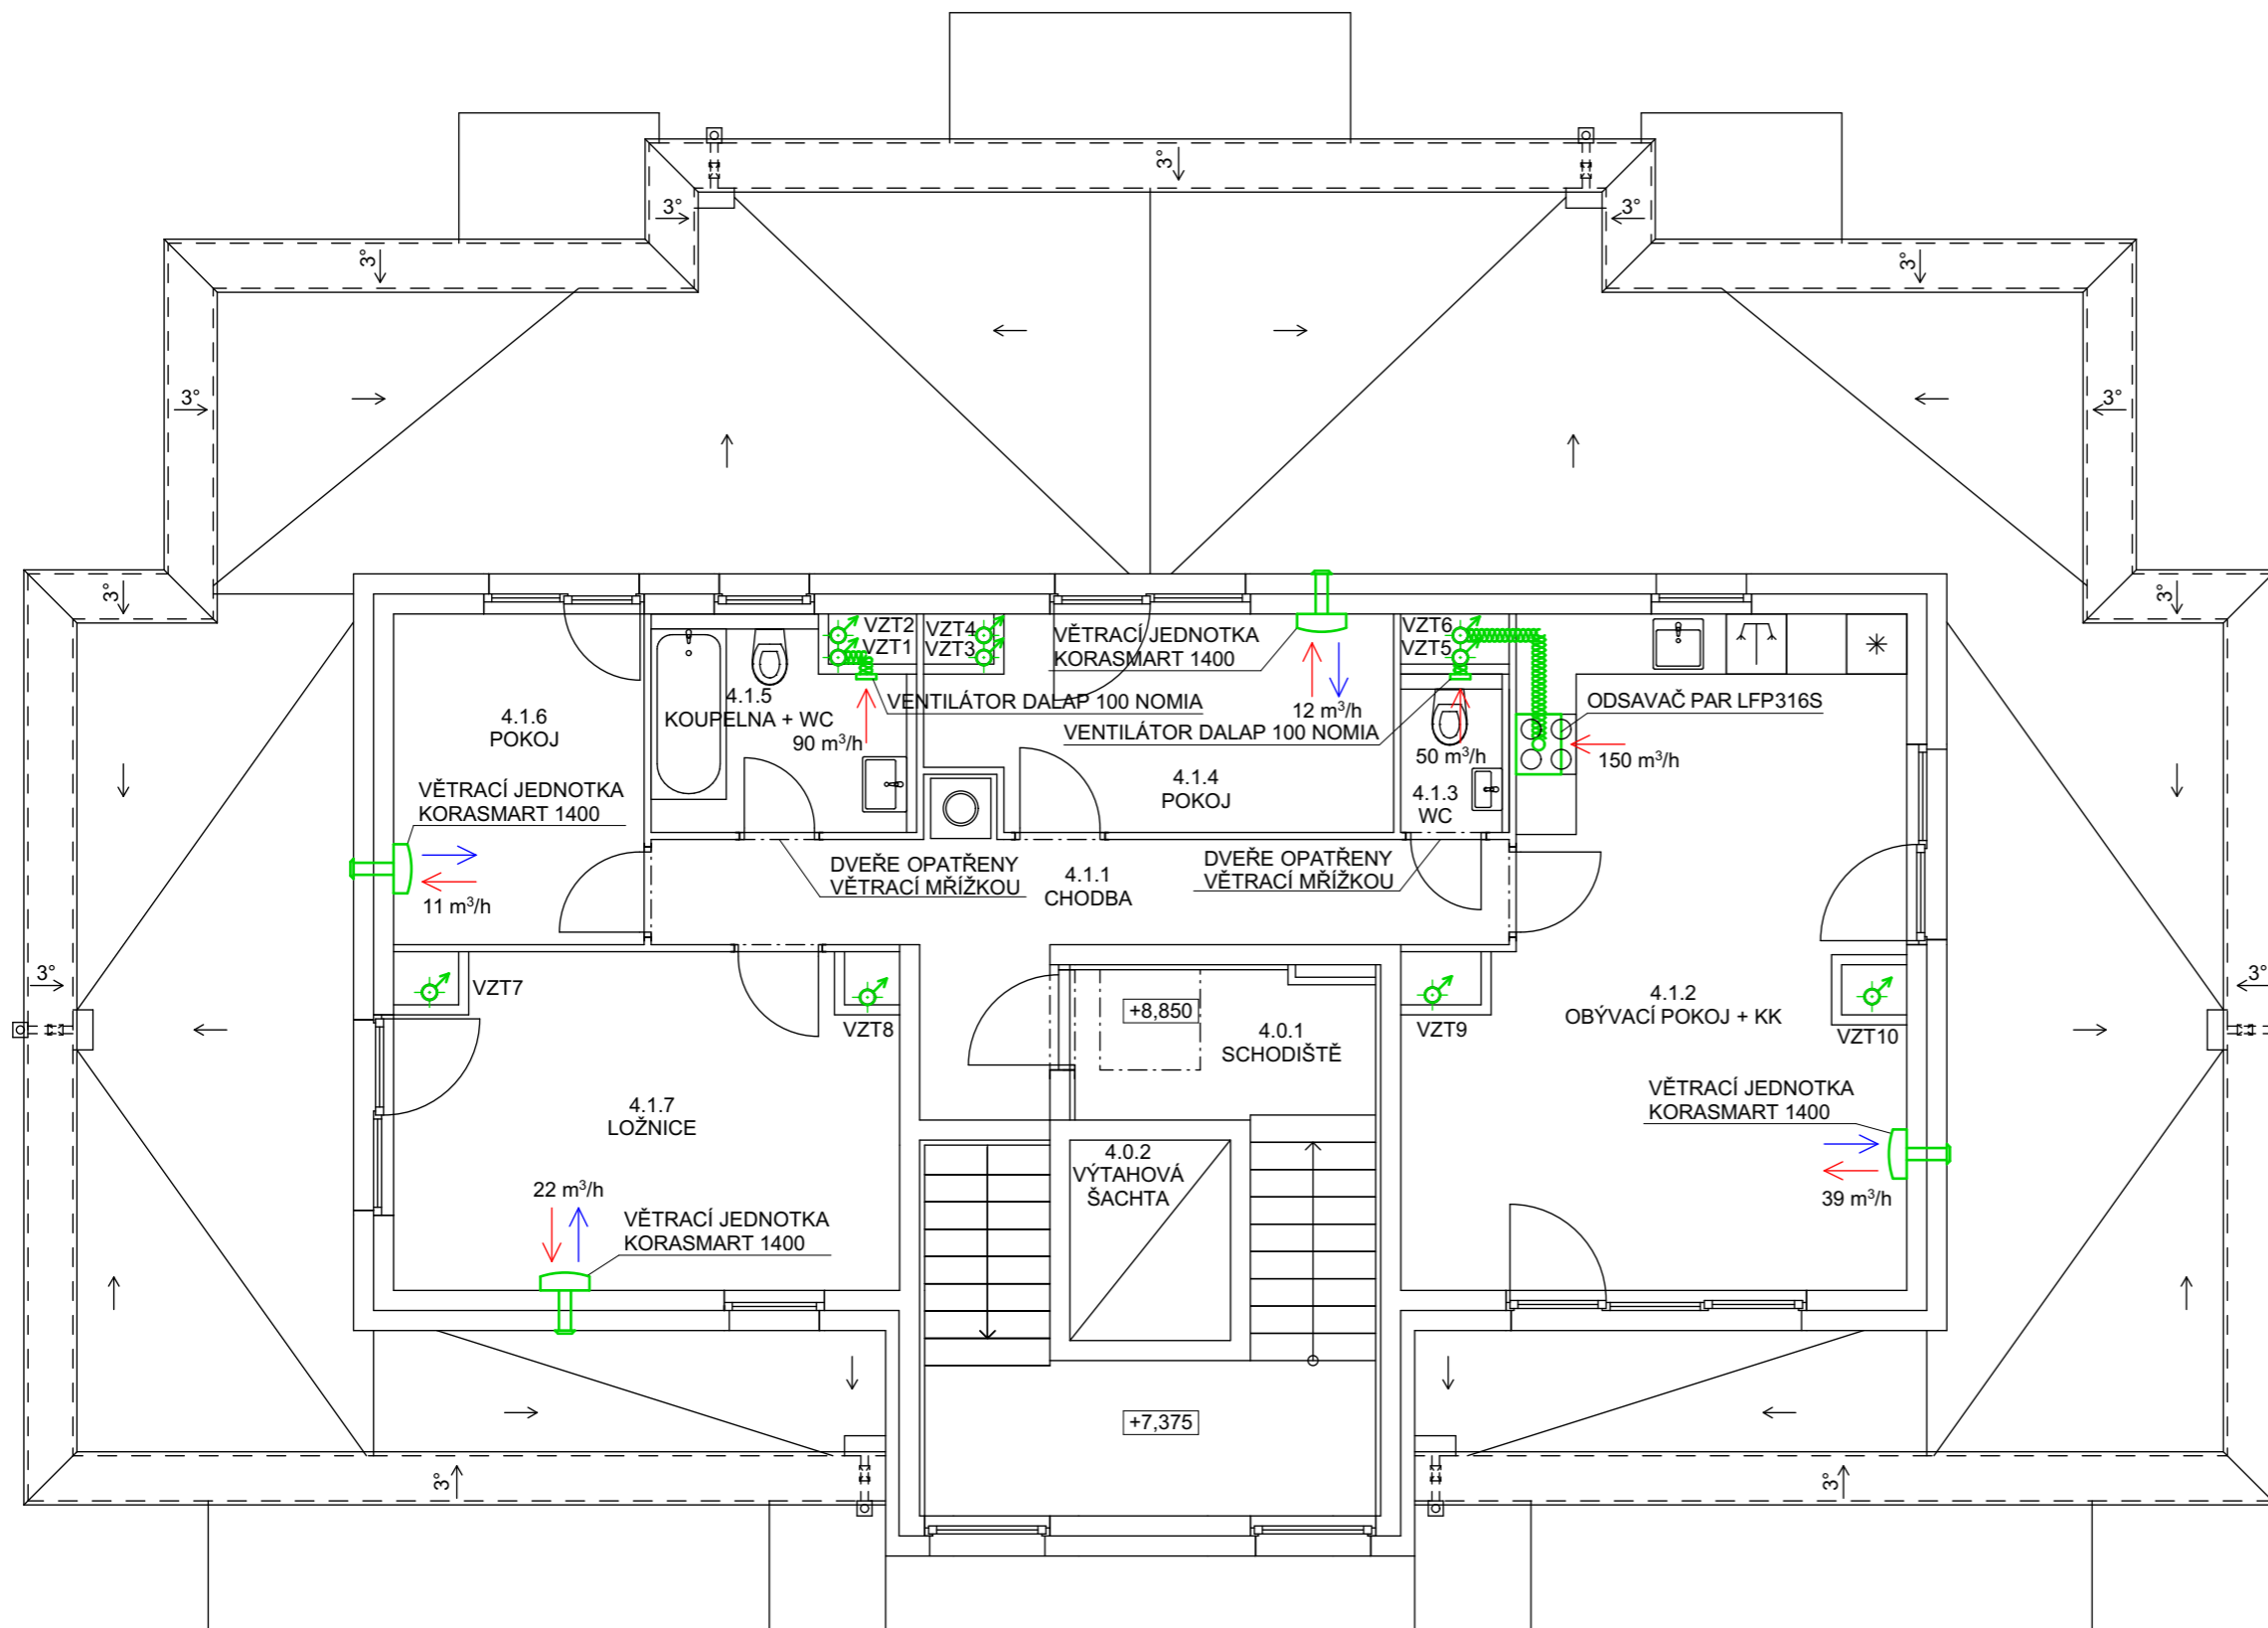 3°
3°
3°
3°
3°
3°
3°
3°
3°
VZT2
VZT1
VZT4
VZT3
VĚTRACÍ JEDNOTKA
KORASMART 1400
VZT6
VZT5
4.1.5
KOUPELNA + WC
VENTILÁTOR DALAP 100 NOMIA
12 m³/h
ODSAVAČ PAR LFP316S
4.1.6
POKOJ
90 m³/h
VENTILÁTOR DALAP 100 NOMIA
50 m³/h
150 m³/h
VĚTRACÍ JEDNOTKA
KORASMART 1400
4.1.4
POKOJ
4.1.3
WC
DVEŘE OPATŘENY
VĚTRACÍ MŘÍŽKOU
4.1.1
CHODBA
DVEŘE OPATŘENY
VĚTRACÍ MŘÍŽKOU
11 m³/h
3°
3°
VZT7
VZT8
+8,850
4.0.1
SCHODIŠTĚ
VZT9
4.1.2
OBÝVACÍ POKOJ + KK
VZT10
4.1.7
LOŽNICE
VĚTRACÍ JEDNOTKA
KORASMART 1400
4.0.2
VÝTAHOVÁ
ŠACHTA
22 m³/h
39 m³/h
VĚTRACÍ JEDNOTKA
KORASMART 1400
+7,375
3°
3°